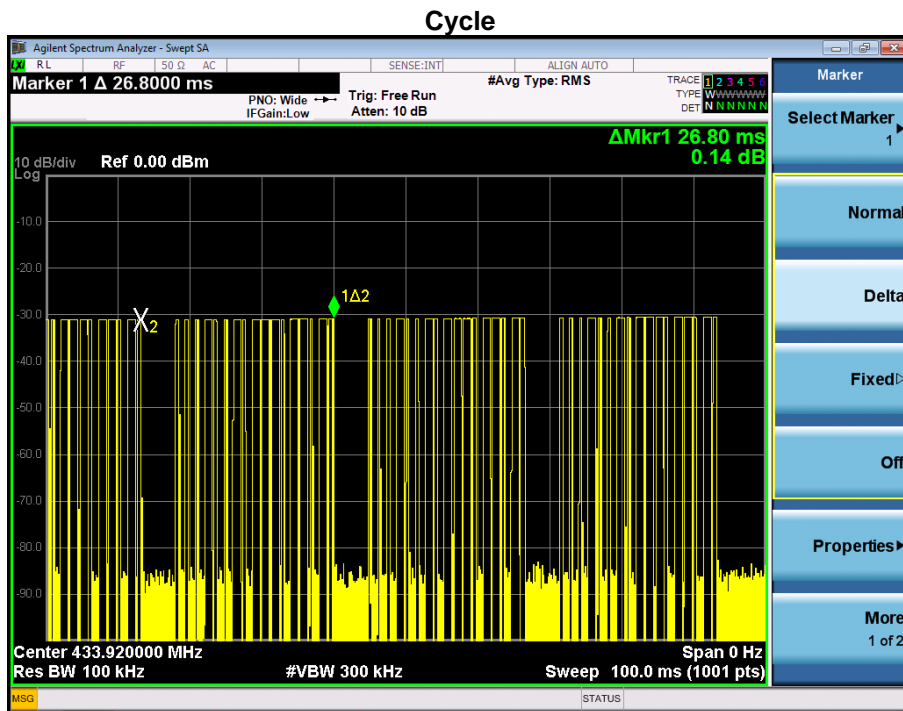 Cycle
Agilent Spectrum Analyzer - Swept SA
LXI RL RF 50 Ω AC SENSE:INT ALIGN AUTO
Marker 1 Δ 26.8000 ms
PNO: Wide
IFGain:Low
Trig: Free Run
Atten: 10 dB
#Avg Type: RMS
TRACE 1 2 3 4 5 6
TYPE WWWWWWW
DET N N N N N N
ΔMkr1 26.80 ms
0.14 dB
10 dB/div Ref 0.00 dBm
Log
-10.0
-20.0
-30.0
-40.0
-50.0
-60.0
-70.0
-80.0
-90.0
2
1Δ2
Center 433.920000 MHz Span 0 Hz
Res BW 100 kHz #VBW 300 kHz Sweep 100.0 ms (1001 pts)
MSG STATUS
Marker
Select Marker
1
Normal
Delta
Fixed
Off
Properties
More
1 of 2